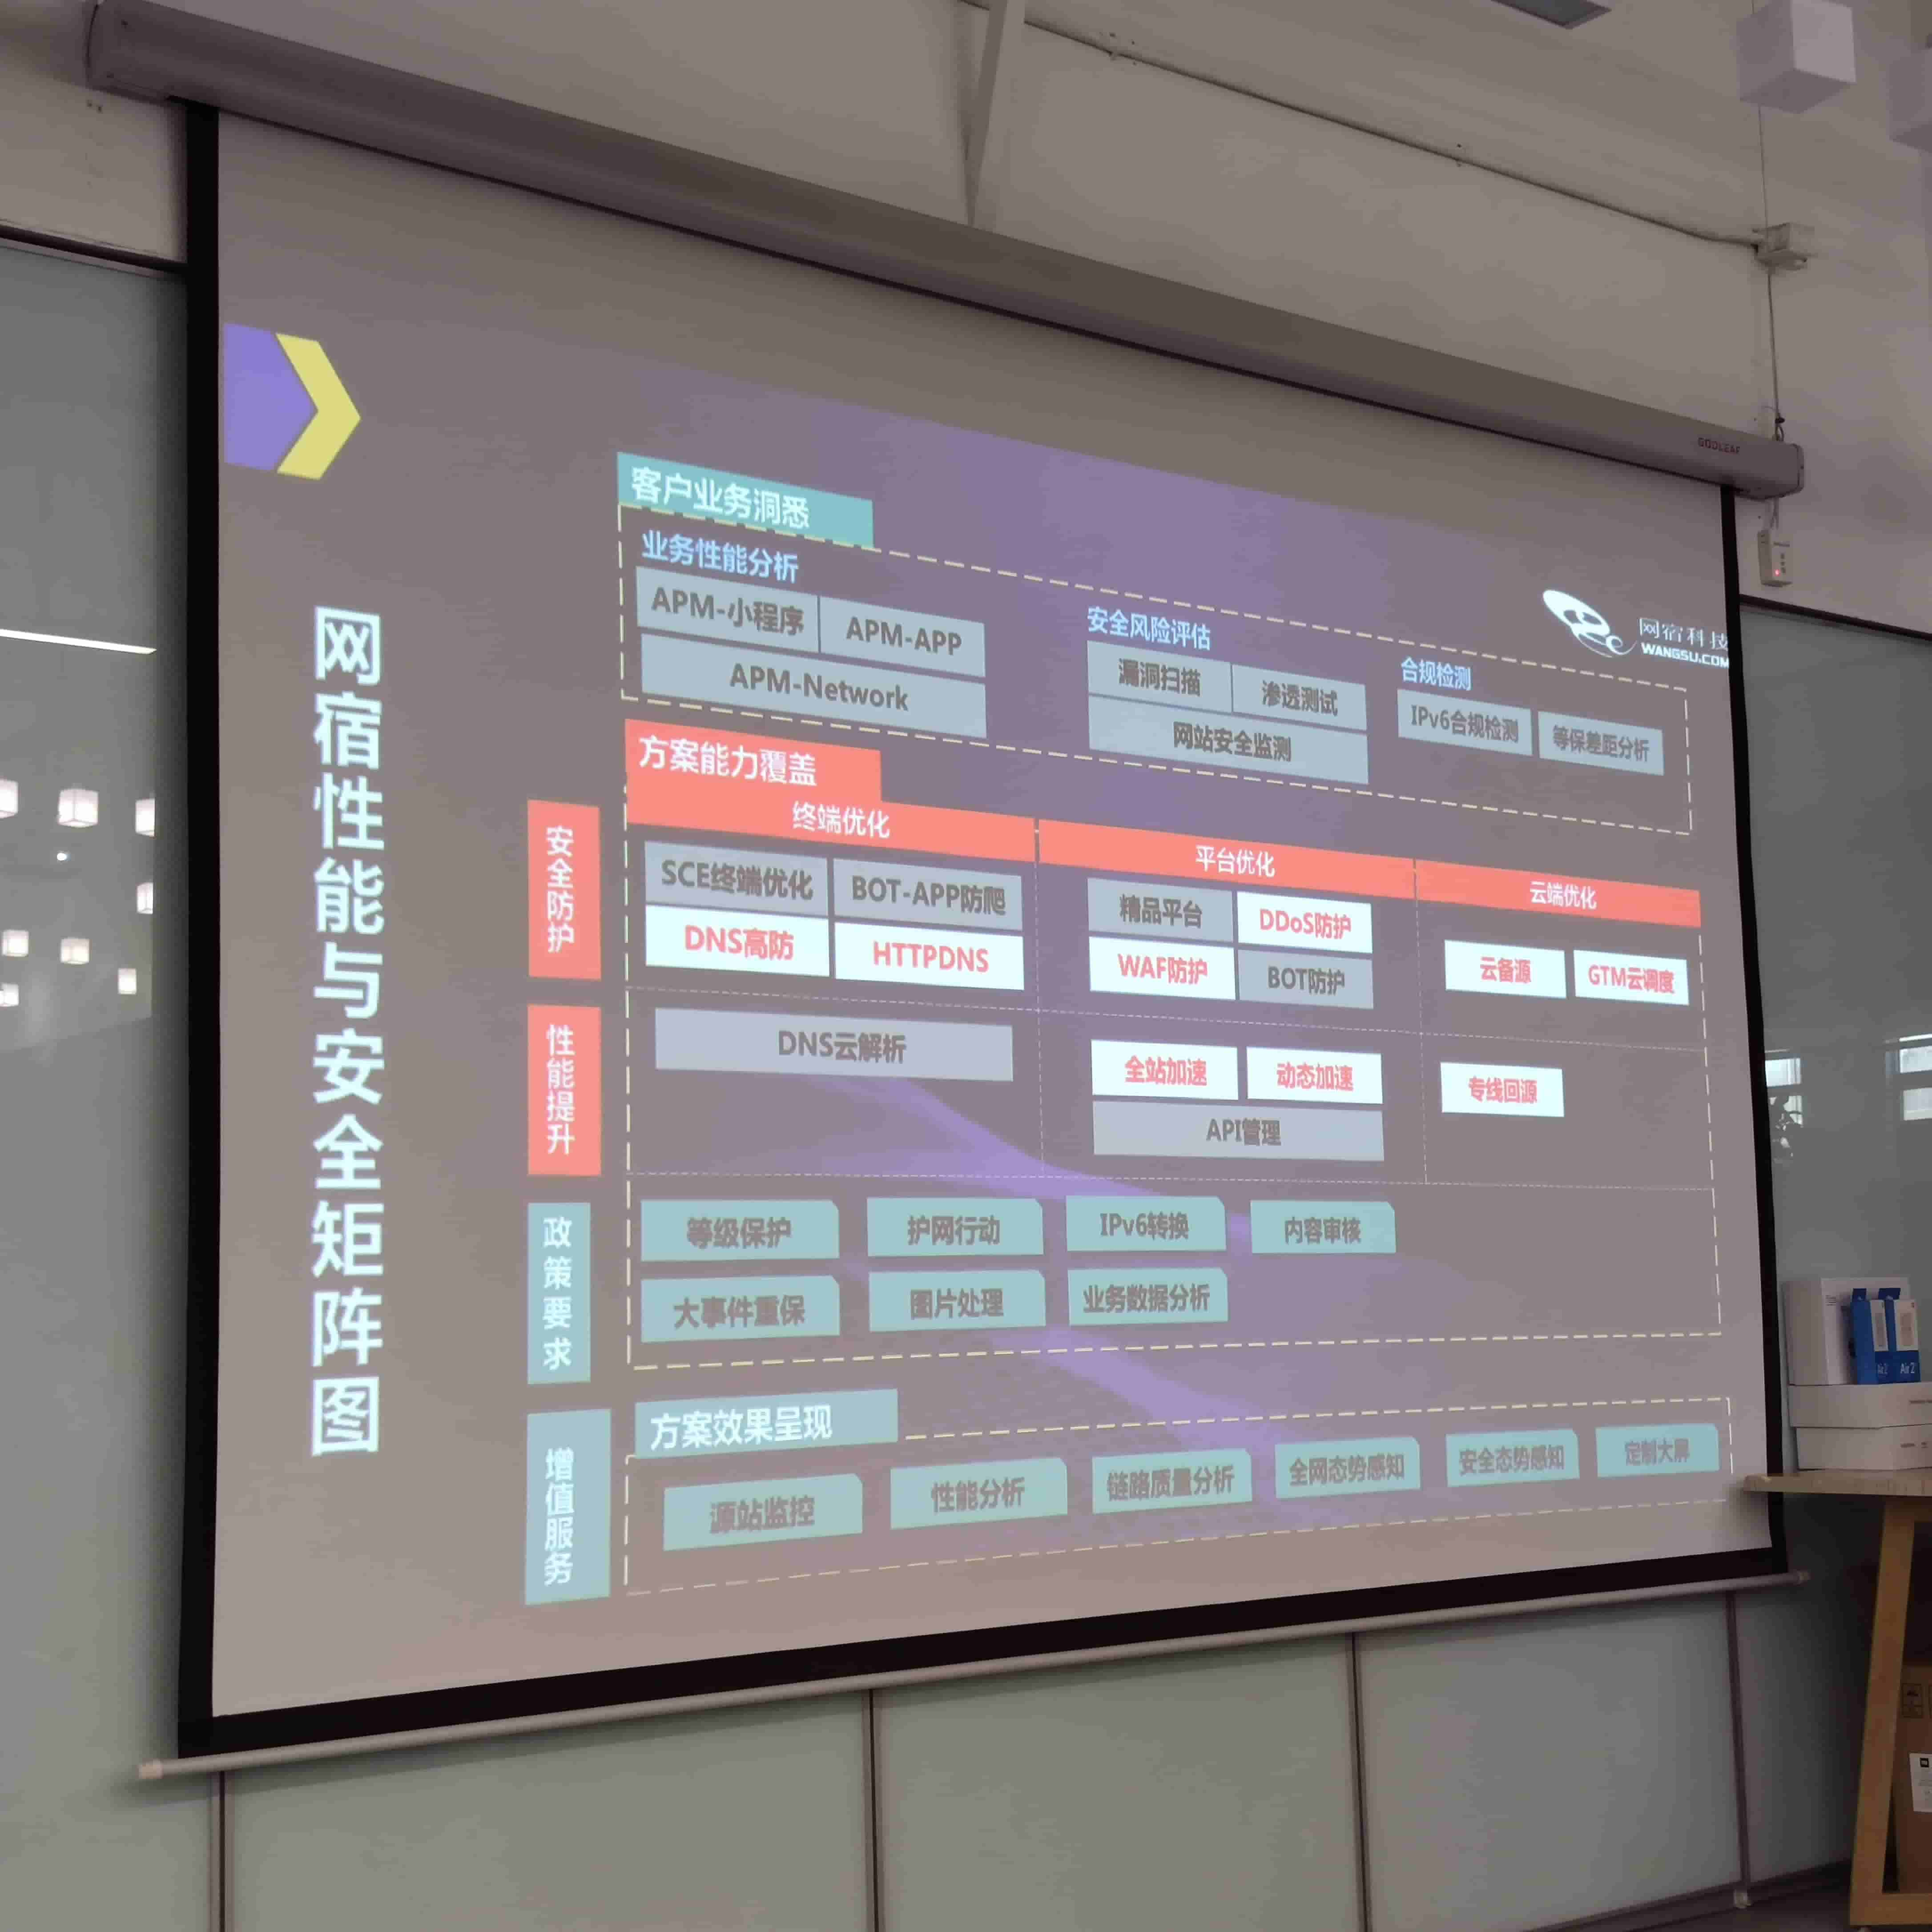 GODLEAF
网宿性能与安全矩阵图
网宿科技
WANGSU.COM
客户业务洞悉
业务性能分析
APM-小程序
APM-APP
APM-Network
安全风险评估
漏洞扫描
渗透测试
网站安全监测
合规检测
IPv6合规检测
等保差距分析
方案能力覆盖
终端优化
平台优化
云端优化
安全防护
SCE终端优化
BOT-APP防爬
DNS高防
HTTPDNS
精品平台
DDoS防护
WAF防护
BOT防护
云备源
GTM云调度
性能提升
DNS云解析
全站加速
动态加速
API管理
专线回源
政策要求
等级保护
护网行动
IPv6转换
内容审核
大事件重保
图片处理
业务数据分析
增值服务
方案效果呈现
源站监控
性能分析
链路质量分析
全网态势感知
安全态势感知
定制大屏
Air 2
Air 2